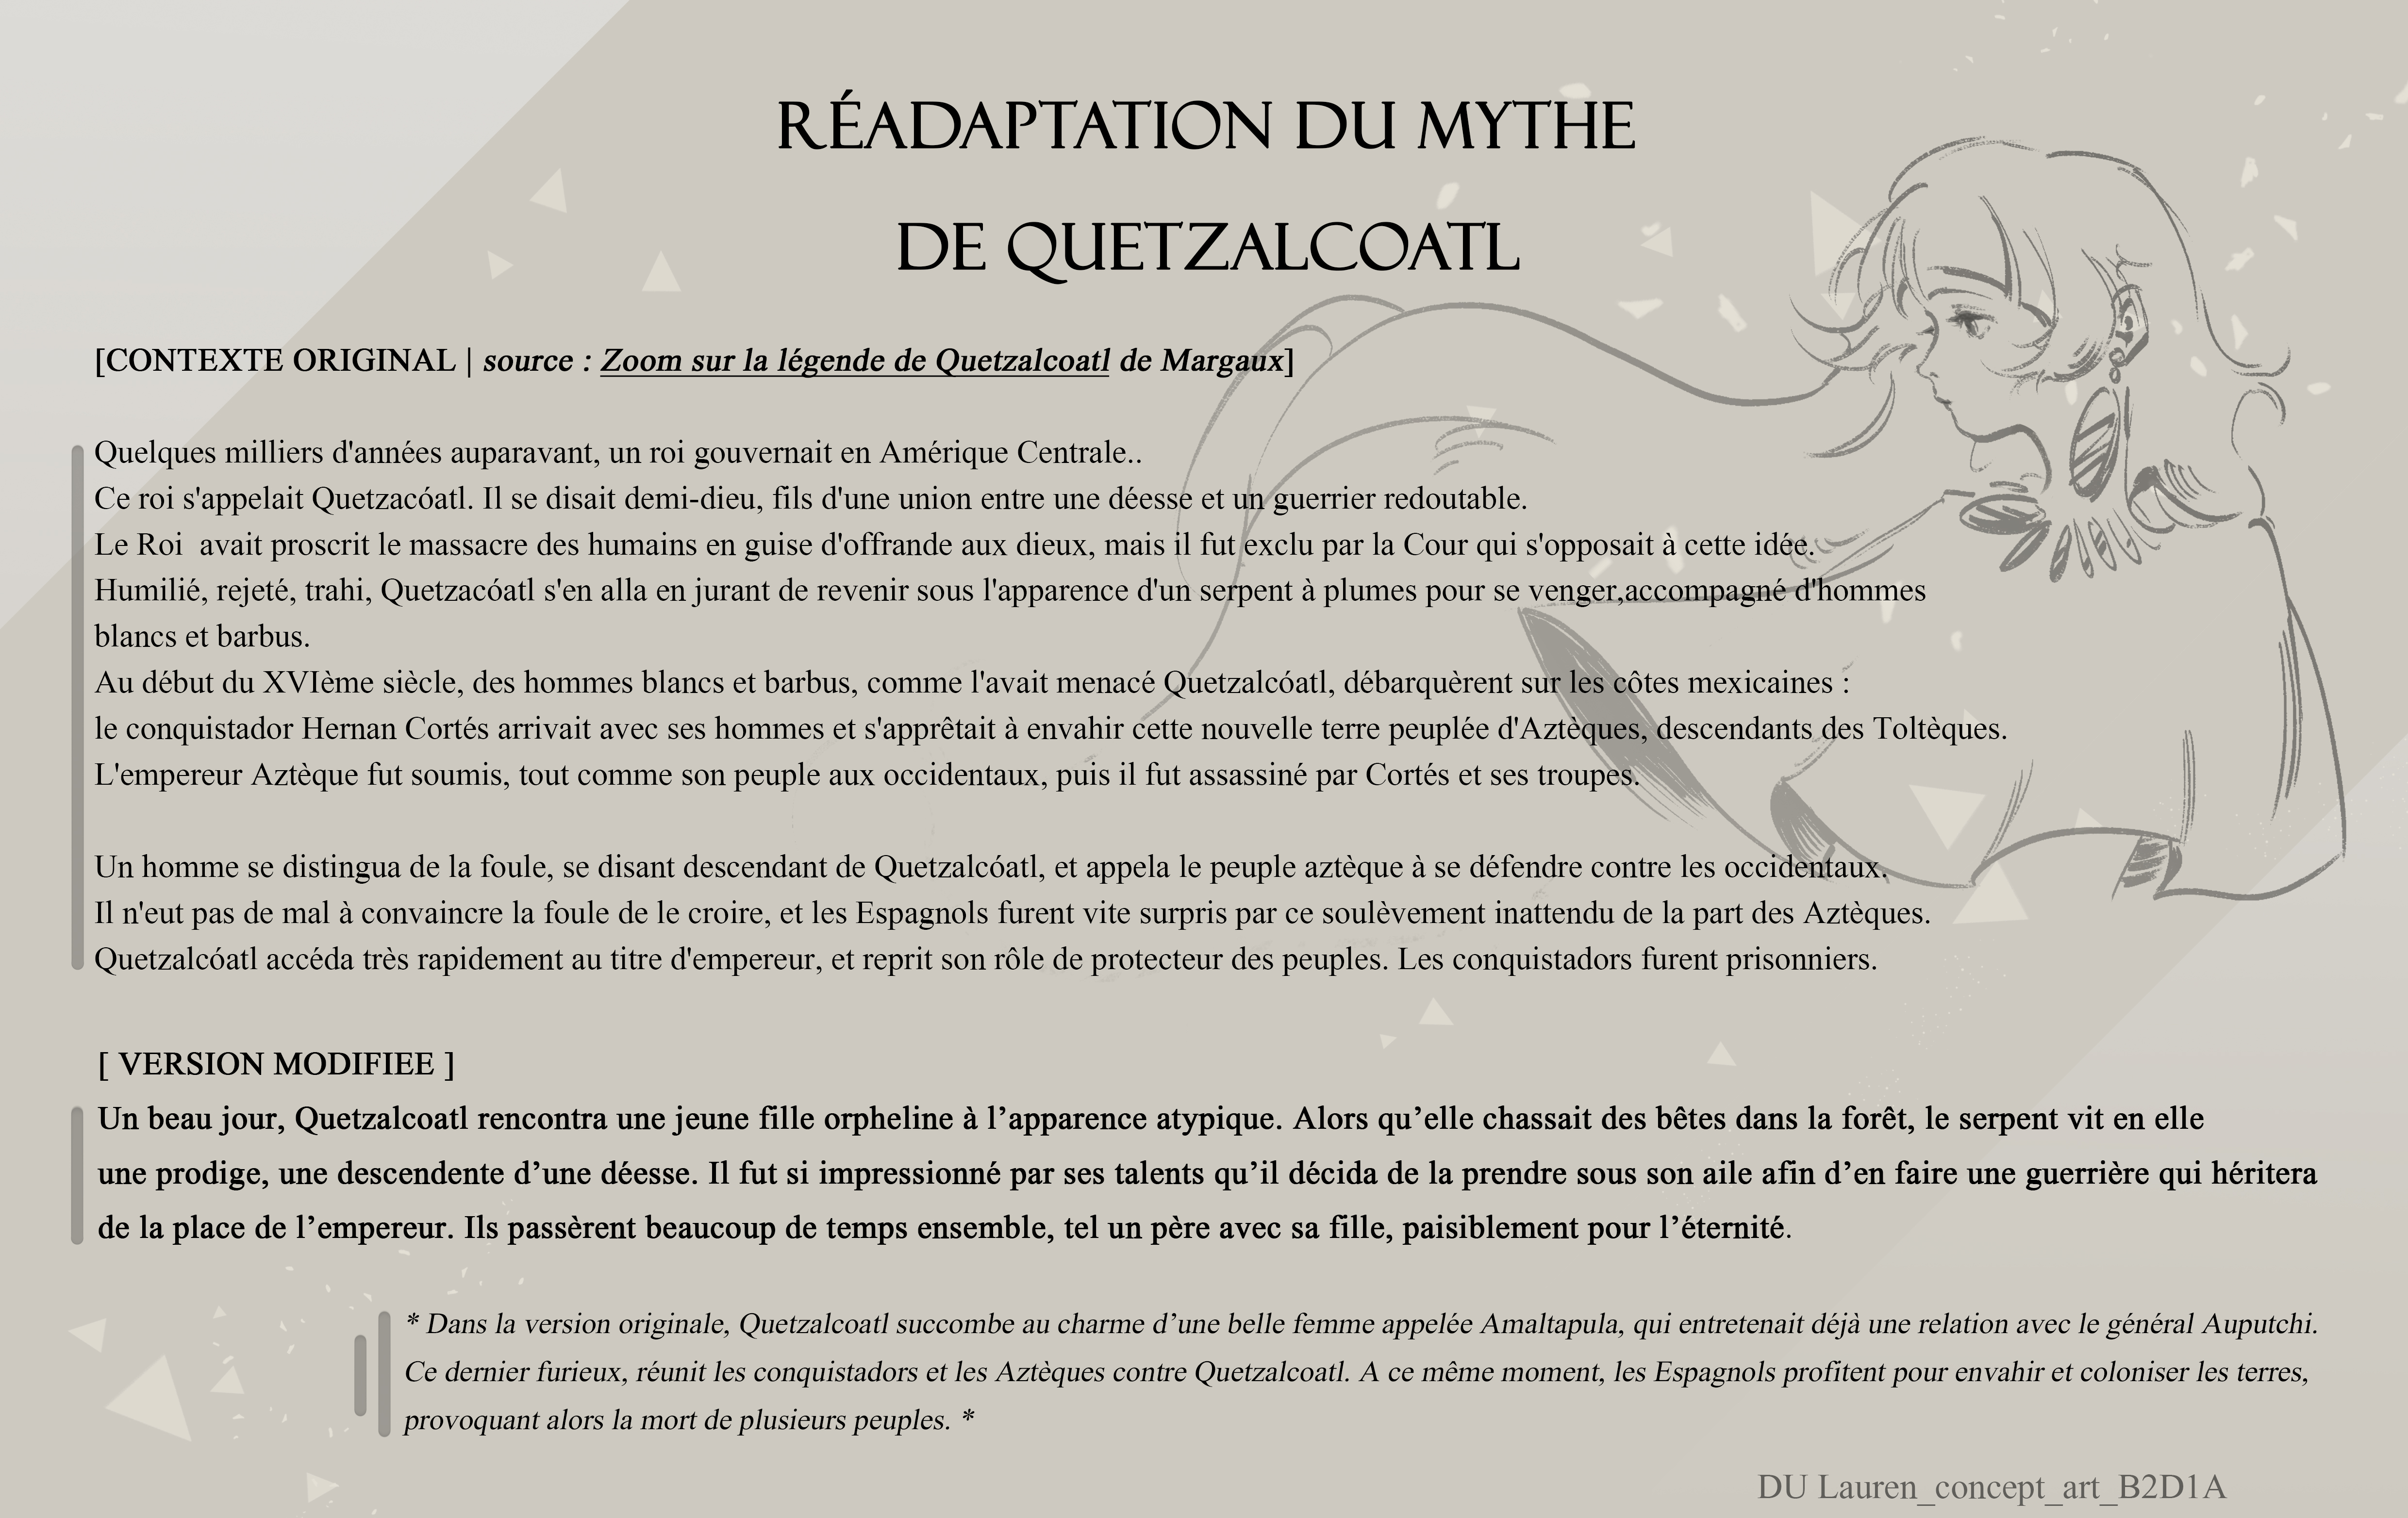 RÉADAPTATION DU MYTHE
DE QUETZALCOATL
[CONTEXTE ORIGINAL | source : Zoom sur la légende de Quetzalcoatl de Margaux]
Quelques milliers d'années auparavant, un roi gouvernait en Amérique Centrale..
Ce roi s'appelait Quetzacóatl. Il se disait demi-dieu, fils d'une union entre une déesse et un guerrier redoutable.
Le Roi  avait proscrit le massacre des humains en guise d'offrande aux dieux, mais il fut exclu par la Cour qui s'opposait à cette idée.
Humilié, rejeté, trahi, Quetzacóatl s'en alla en jurant de revenir sous l'apparence d'un serpent à plumes pour se venger,accompagné d'hommes
blancs et barbus.
Au début du XVIème siècle, des hommes blancs et barbus, comme l'avait menacé Quetzalcóatl, débarquèrent sur les côtes mexicaines :
le conquistador Hernan Cortés arrivait avec ses hommes et s'apprêtait à envahir cette nouvelle terre peuplée d'Aztèques, descendants des Toltèques.
L'empereur Aztèque fut soumis, tout comme son peuple aux occidentaux, puis il fut assassiné par Cortés et ses troupes.
Un homme se distingua de la foule, se disant descendant de Quetzalcóatl, et appela le peuple aztèque à se défendre contre les occidentaux.
Il n'eut pas de mal à convaincre la foule de le croire, et les Espagnols furent vite surpris par ce soulèvement inattendu de la part des Aztèques.
Quetzalcóatl accéda très rapidement au titre d'empereur, et reprit son rôle de protecteur des peuples. Les conquistadors furent prisonniers.
[ VERSION MODIFIEE ]
Un beau jour, Quetzalcoatl rencontra une jeune fille orpheline à l’apparence atypique. Alors qu’elle chassait des bêtes dans la forêt, le serpent vit en elle
une prodige, une descendente d’une déesse. Il fut si impressionné par ses talents qu’il décida de la prendre sous son aile afin d’en faire une guerrière qui héritera
de la place de l’empereur. Ils passèrent beaucoup de temps ensemble, tel un père avec sa fille, paisiblement pour l’éternité.
* Dans la version originale, Quetzalcoatl succombe au charme d’une belle femme appelée Amaltapula, qui entretenait déjà une relation avec le général Auputchi.
Ce dernier furieux, réunit les conquistadors et les Aztèques contre Quetzalcoatl. A ce même moment, les Espagnols profitent pour envahir et coloniser les terres,
provoquant alors la mort de plusieurs peuples. *
DU Lauren_concept_art_B2D1A